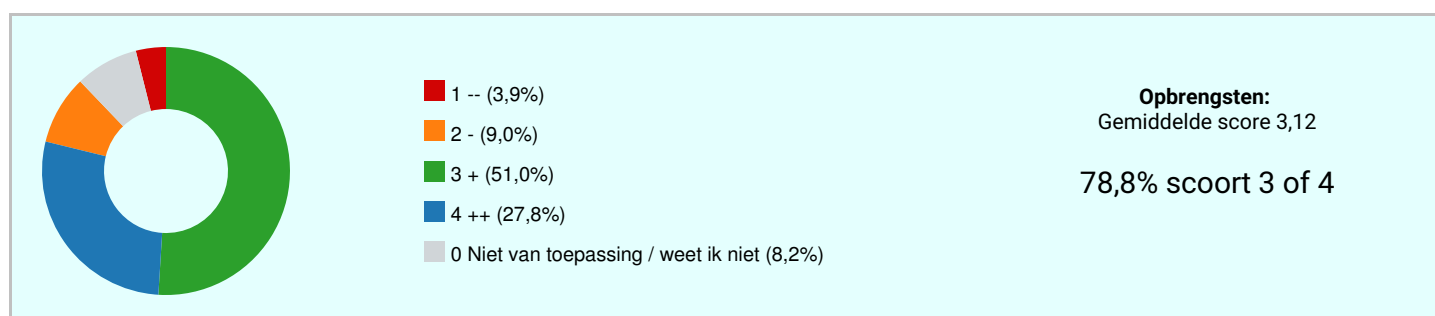 1 -- (3,9%)
2 - (9,0%)
3 + (51,0%)
4 ++ (27,8%)
0 Niet van toepassing / weet ik niet (8,2%)
Opbrengsten:
Gemiddelde score 3,12
78,8% scoort 3 of 4